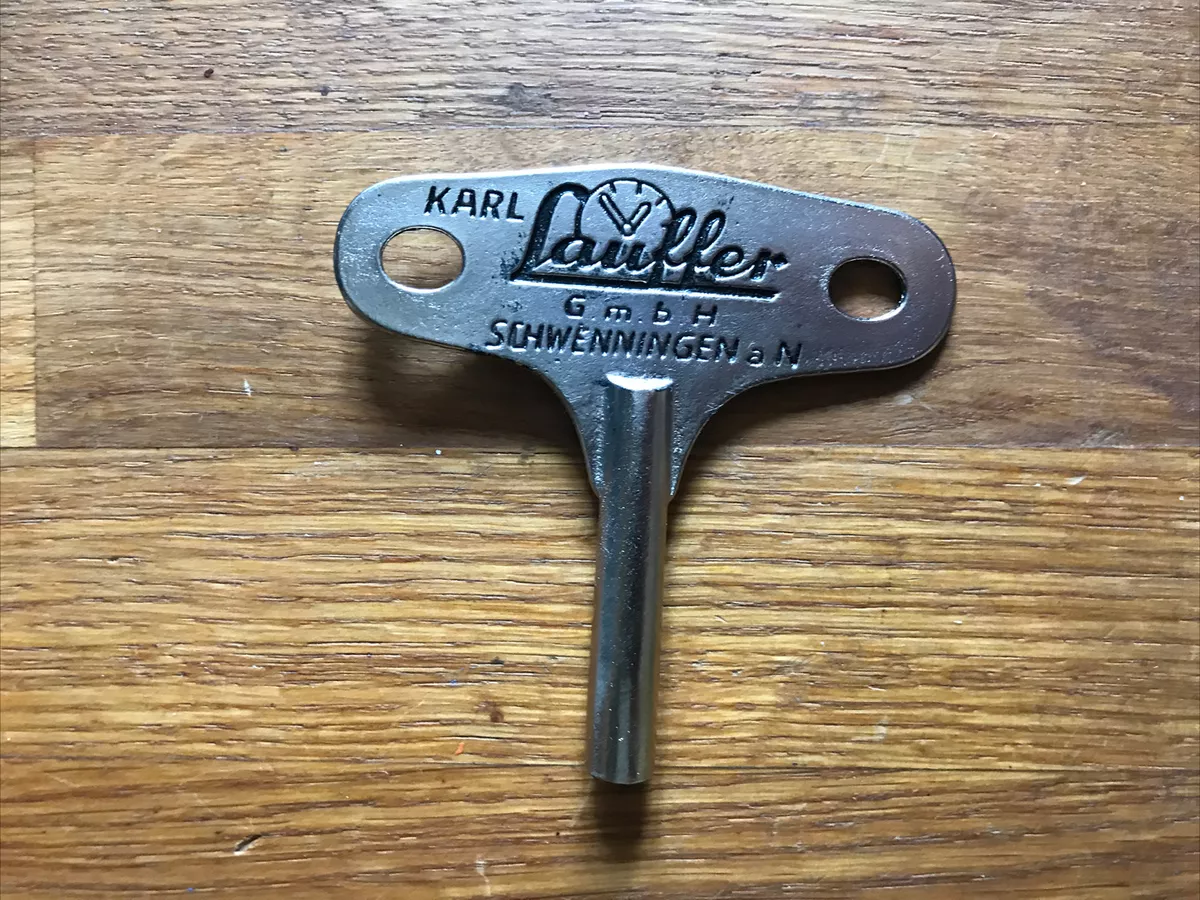 KARL Lauffer
G m b H
SCHWENNINGEN a N